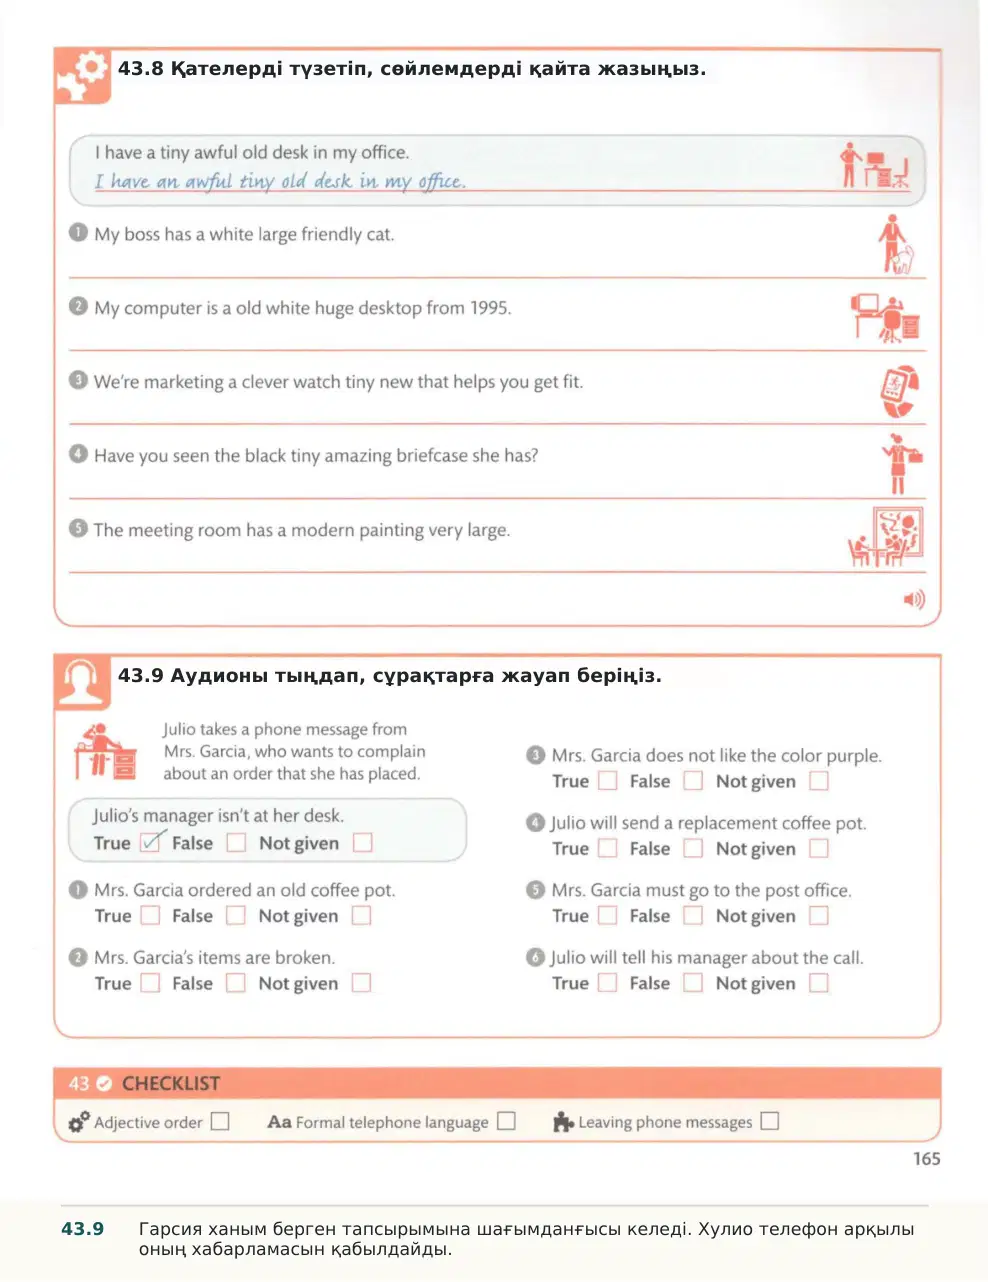 43.8 Қателерді түзетіп, сөйлемдерді қайта жазыңыз.
I have a tiny awful old desk in my office.
I have an awful tiny old desk in my office.
1 My boss has a white large friendly cat.
2 My computer is a old white huge desktop from 1995.
3 We're marketing a clever watch tiny new that helps you get fit.
4 Have you seen the black tiny amazing briefcase she has?
5 The meeting room has a modern painting very large.
43.9 Аудионы тыңдап, сұрақтарға жауап беріңіз.
Julio takes a phone message from
Mrs. Garcia, who wants to complain
about an order that she has placed.
Julio's manager isn't at her desk.
True False Not given
1 Mrs. Garcia ordered an old coffee pot.
True False Not given
2 Mrs. Garcia's items are broken.
True False Not given
3 Mrs. Garcia does not like the color purple.
True False Not given
4 Julio will send a replacement coffee pot.
True False Not given
5 Mrs. Garcia must go to the post office.
True False Not given
6 Julio will tell his manager about the call.
True False Not given
43 CHECKLIST
Adjective order Aa Formal telephone language Leaving phone messages
165
43.9 Гарсия ханым берген тапсырымына шағымданғысы келеді. Хулио телефон арқылы
оның хабарламасын қабылдайды.